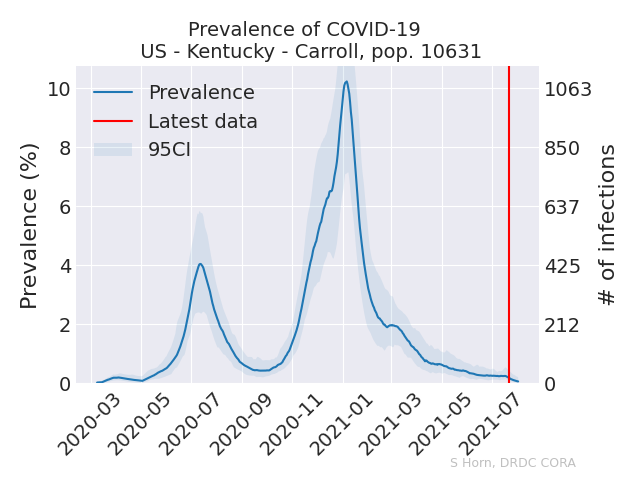 Prevalence of COVID-19
US - Kentucky - Carroll, pop. 10631
Prevalence
Latest data
95CI
Prevalence (%)
10
8
6
4
2
0
1063
850
637
425
212
0
# of infections
2020-03
2020-05
2020-07
2020-09
2020-11
2021-01
2021-03
2021-05
2021-07
S Horn, DRDC CORA